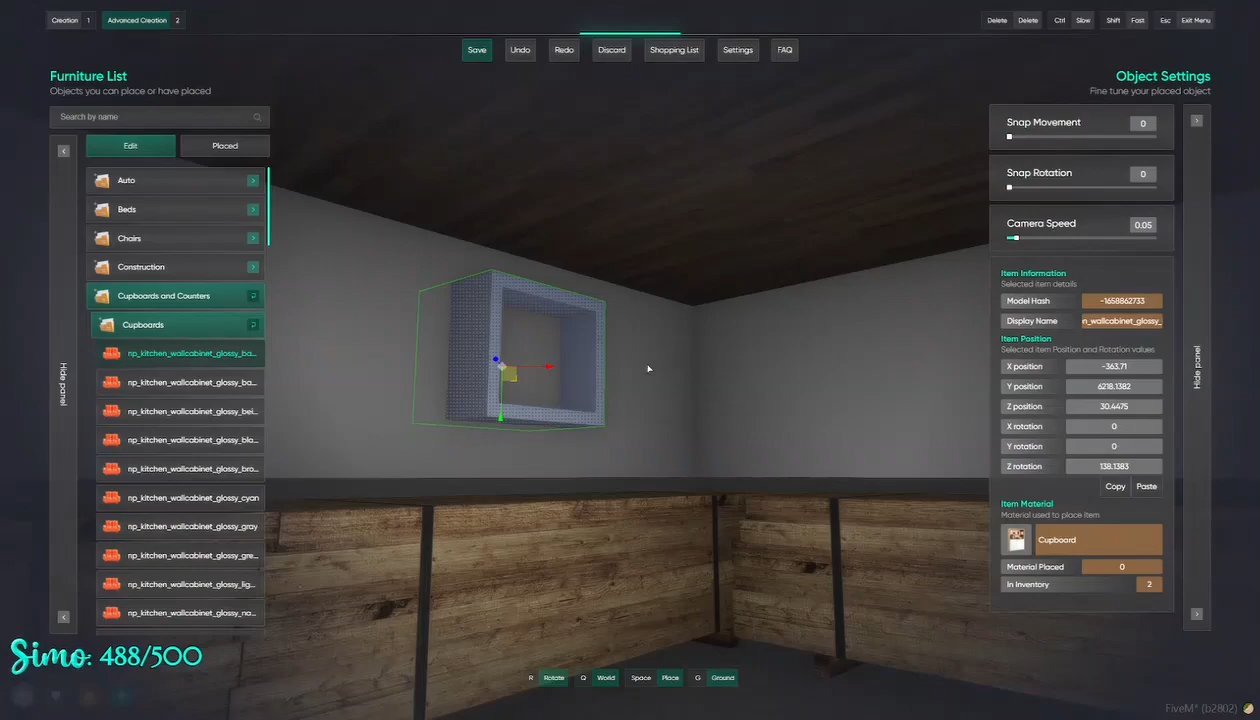 Creation 1 Advanced Creation 2
Delete Delete Ctrl Slow Shift Fast Esc Exit Menu
Save Undo Redo Discard Shopping List Settings FAQ
Furniture List
Objects you can place or have placed
Search by name
Edit Placed
Hide panel
Auto
Beds
Chairs
Construction
Cupboards and Counters
Cupboards
np_kitchen_wallcabinet_glossy_ba...
np_kitchen_wallcabinet_glossy_ba...
np_kitchen_wallcabinet_glossy_bei...
np_kitchen_wallcabinet_glossy_bla...
np_kitchen_wallcabinet_glossy_bro...
np_kitchen_wallcabinet_glossy_cyan
np_kitchen_wallcabinet_glossy_gray
np_kitchen_wallcabinet_glossy_gre...
np_kitchen_wallcabinet_glossy_lig...
np_kitchen_wallcabinet_glossy_na...
Simo: 488/500
R Rotate Q World Space Place G Ground
Object Settings
Fine tune your placed object
Snap Movement 0
Snap Rotation 0
Camera Speed 0.05
Item Information
Selected item details
Model Hash -1658862733
Display Name n_wallcabinet_glossy_
Item Position
Selected item Position and Rotation values
X position -363.71
Y position 6218.1382
Z position 30.4475
X rotation 0
Y rotation 0
Z rotation 138.1383
Copy Paste
Item Material
Material used to place item
Cupboard
Material Placed 0
In Inventory 2
Hide panel
FiveM* (b2802)